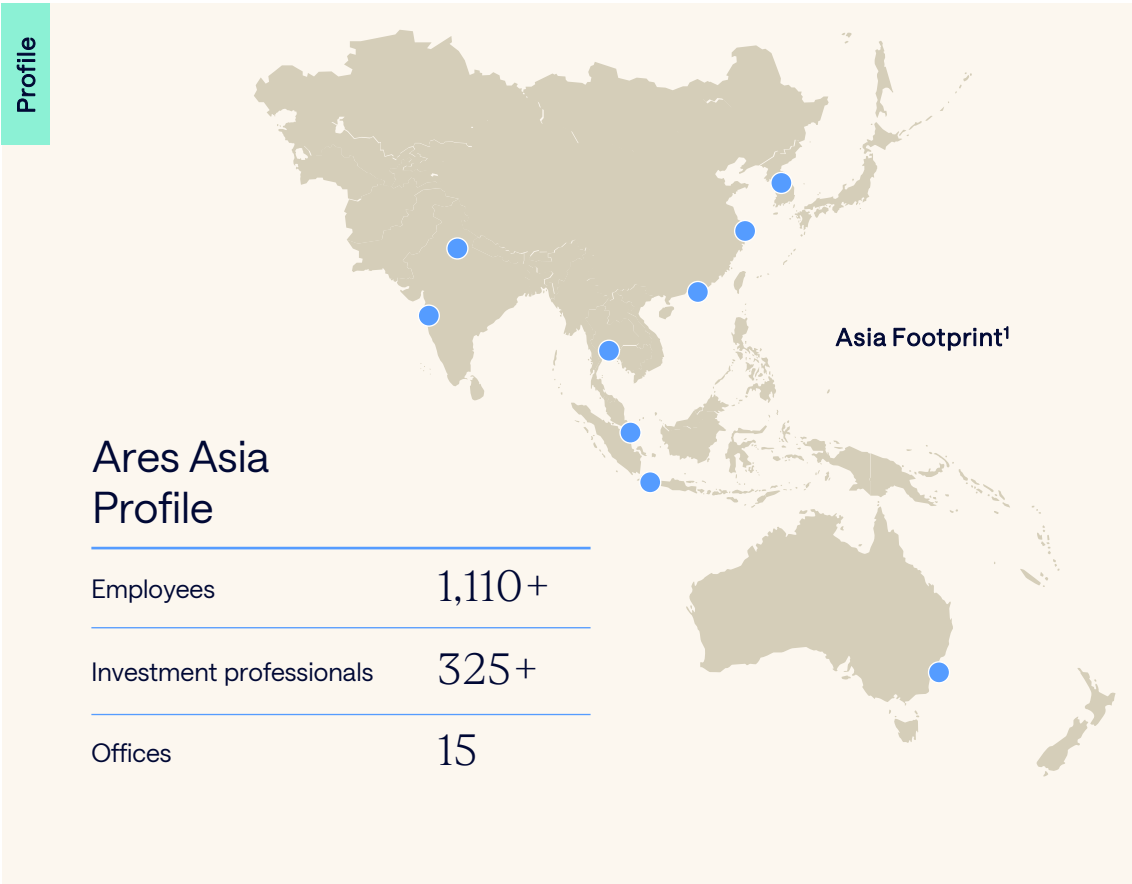 Profile
Asia Footprint¹
Ares Asia
Profile
Employees 1,110+
Investment professionals 325+
Offices 15